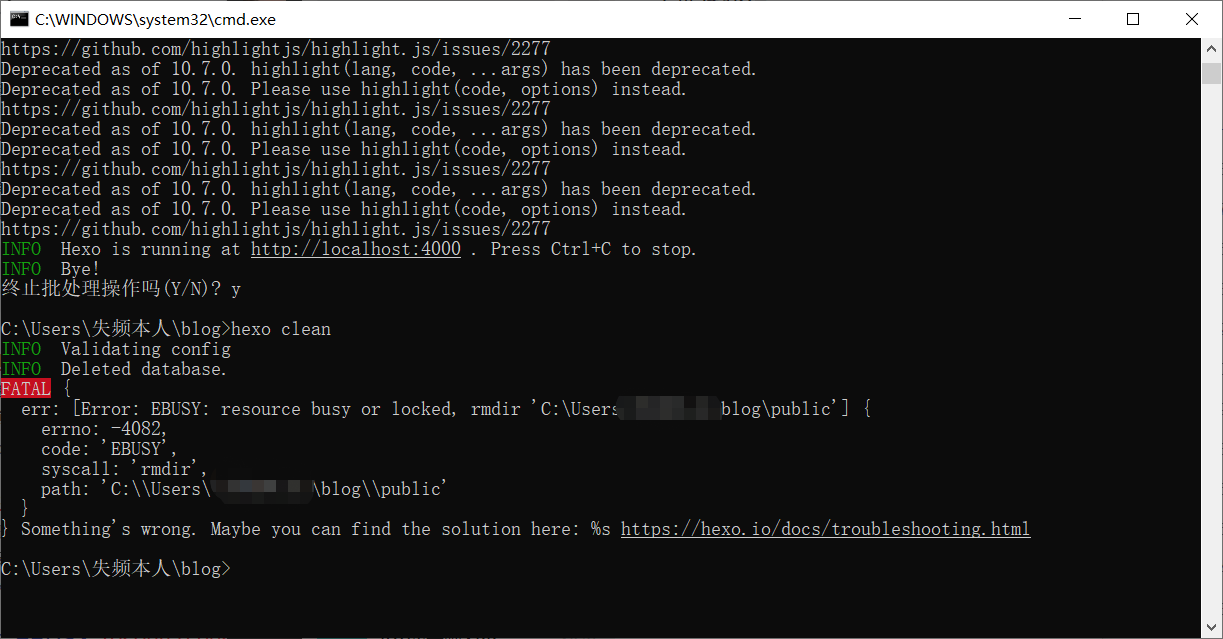 C:\WINDOWS\system32\cmd.exe
https://github.com/highlightjs/highlight.js/issues/2277
Deprecated as of 10.7.0. highlight(lang, code, ...args) has been deprecated.
Deprecated as of 10.7.0. Please use highlight(code, options) instead.
https://github.com/highlightjs/highlight.js/issues/2277
Deprecated as of 10.7.0. highlight(lang, code, ...args) has been deprecated.
Deprecated as of 10.7.0. Please use highlight(code, options) instead.
https://github.com/highlightjs/highlight.js/issues/2277
Deprecated as of 10.7.0. highlight(lang, code, ...args) has been deprecated.
Deprecated as of 10.7.0. Please use highlight(code, options) instead.
https://github.com/highlightjs/highlight.js/issues/2277
INFO  Hexo is running at http://localhost:4000 . Press Ctrl+C to stop.
INFO  Bye!
终止批处理操作吗(Y/N)? y
C:\Users\失频本人\blog>hexo clean
INFO  Validating config
INFO  Deleted database.
FATAL {
err: [Error: EBUSY: resource busy or locked, rmdir 'C:\Users blog\public'] {
errno: -4082,
code: 'EBUSY',
syscall: 'rmdir',
path: 'C:\\Users\ \blog\\public'
}
} Something's wrong. Maybe you can find the solution here: %s https://hexo.io/docs/troubleshooting.html
C:\Users\失频本人\blog>